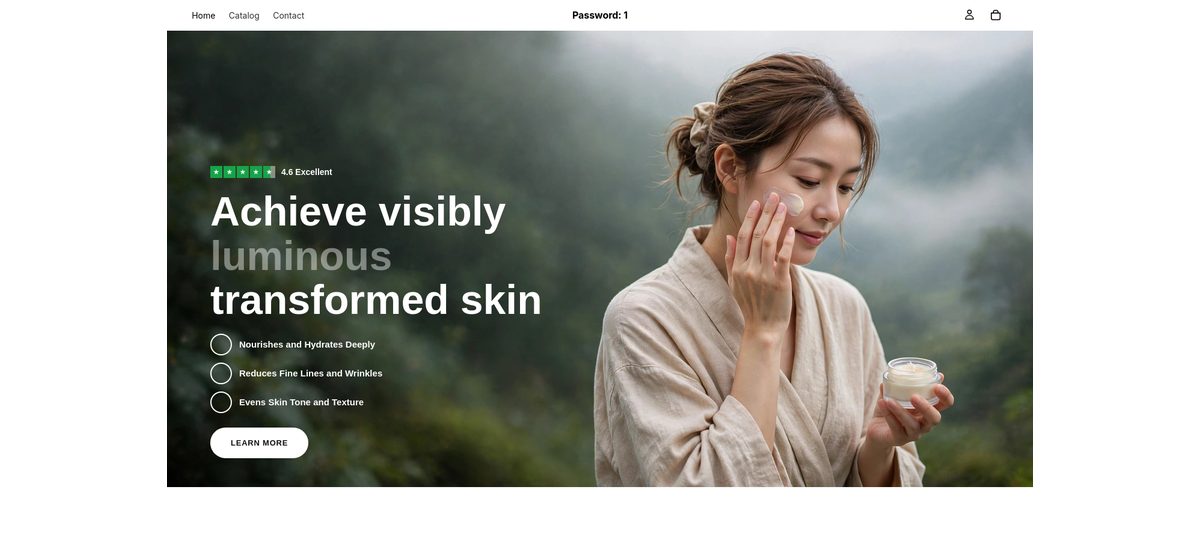 Home Catalog Contact Password: 1
4.6 Excellent
Achieve visibly
luminous
transformed skin
Nourishes and Hydrates Deeply
Reduces Fine Lines and Wrinkles
Evens Skin Tone and Texture
LEARN MORE